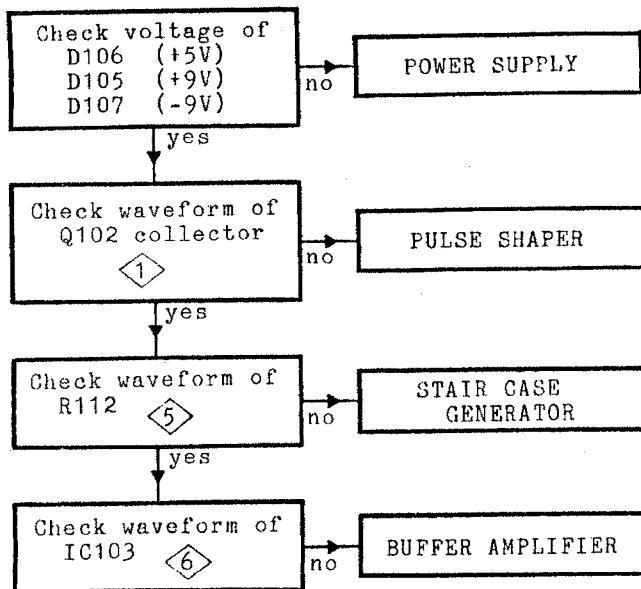 Check voltage of
D106 (+5V)
D105 (+9V)
D107 (-9V)
no
POWER SUPPLY
yes
Check waveform of
Q102 collector
1
no
PULSE SHAPER
yes
Check waveform of
R112 5
no
STAIR CASE
GENERATOR
yes
Check waveform of
IC103 6
no
BUFFER AMPLIFIER